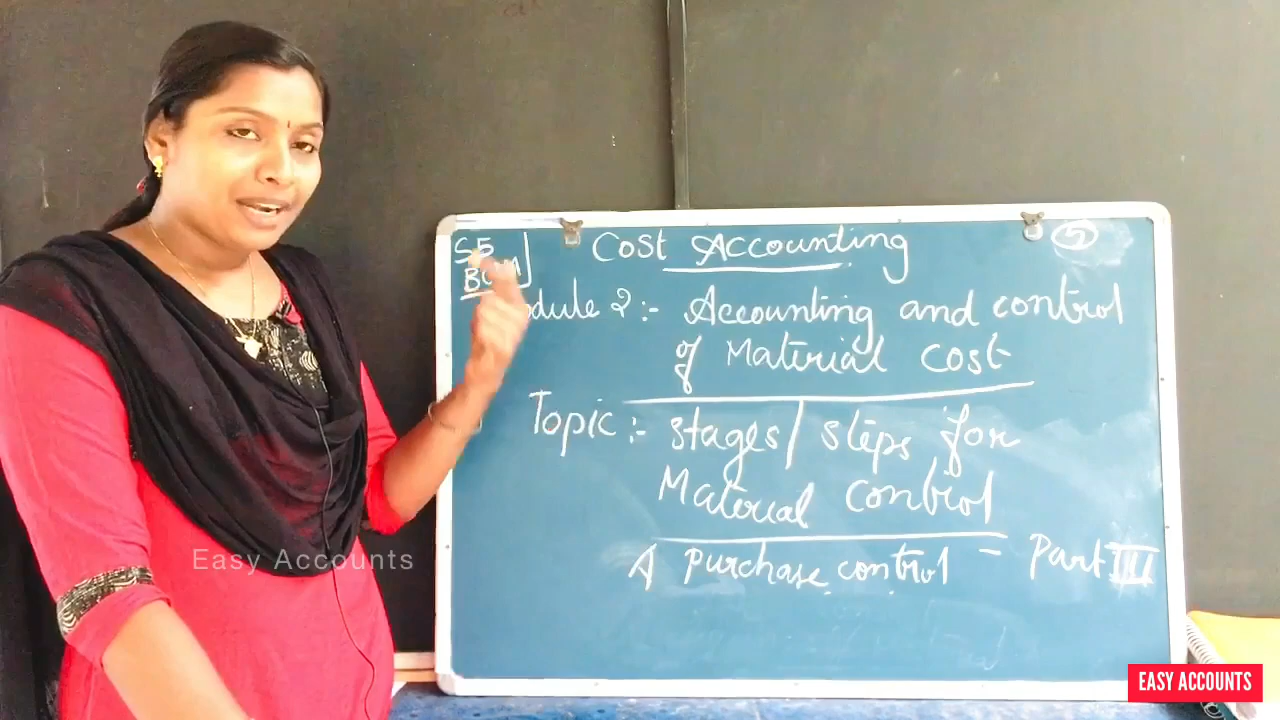 S5
Cost Accounting
5
module 2:- Accounting and control
of Material cost
Topic:- stages/ steps for
Material control
A purchase control - Part III
Easy Accounts
EASY ACCOUNTS